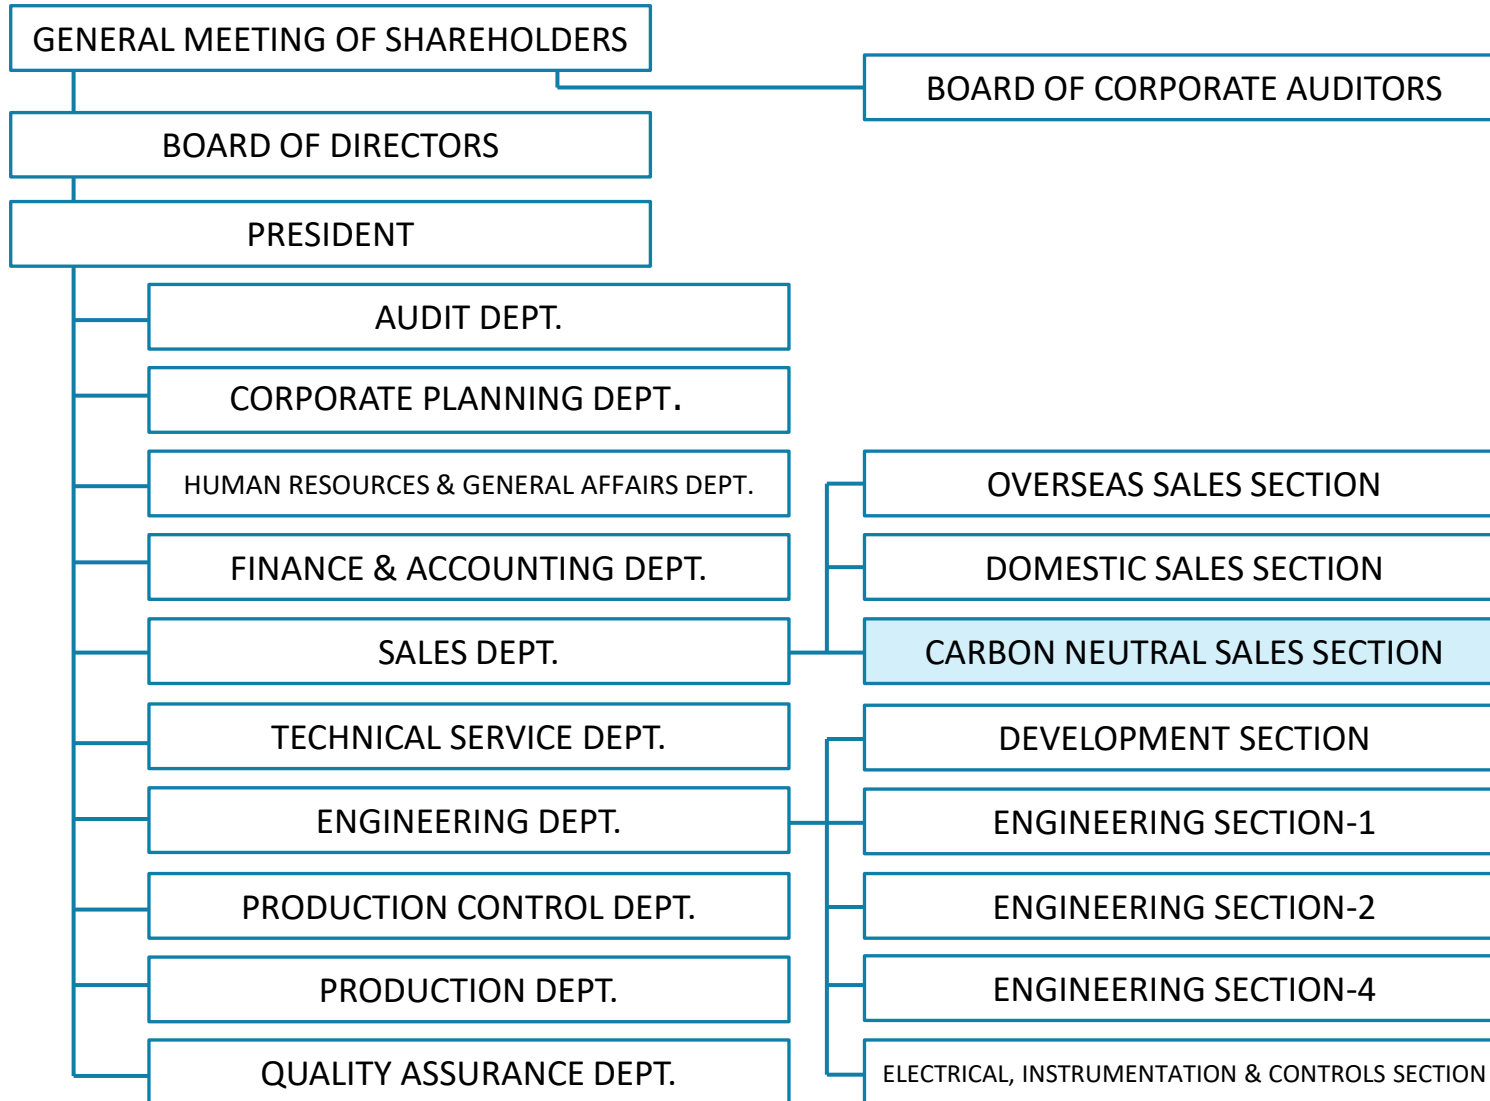 GENERAL MEETING OF SHAREHOLDERS
BOARD OF CORPORATE AUDITORS
BOARD OF DIRECTORS
PRESIDENT
AUDIT DEPT.
CORPORATE PLANNING DEPT.
HUMAN RESOURCES & GENERAL AFFAIRS DEPT.
FINANCE & ACCOUNTING DEPT.
SALES DEPT.
OVERSEAS SALES SECTION
DOMESTIC SALES SECTION
CARBON NEUTRAL SALES SECTION
TECHNICAL SERVICE DEPT.
ENGINEERING DEPT.
DEVELOPMENT SECTION
ENGINEERING SECTION-1
ENGINEERING SECTION-2
ENGINEERING SECTION-4
ELECTRICAL, INSTRUMENTATION & CONTROLS SECTION
PRODUCTION CONTROL DEPT.
PRODUCTION DEPT.
QUALITY ASSURANCE DEPT.